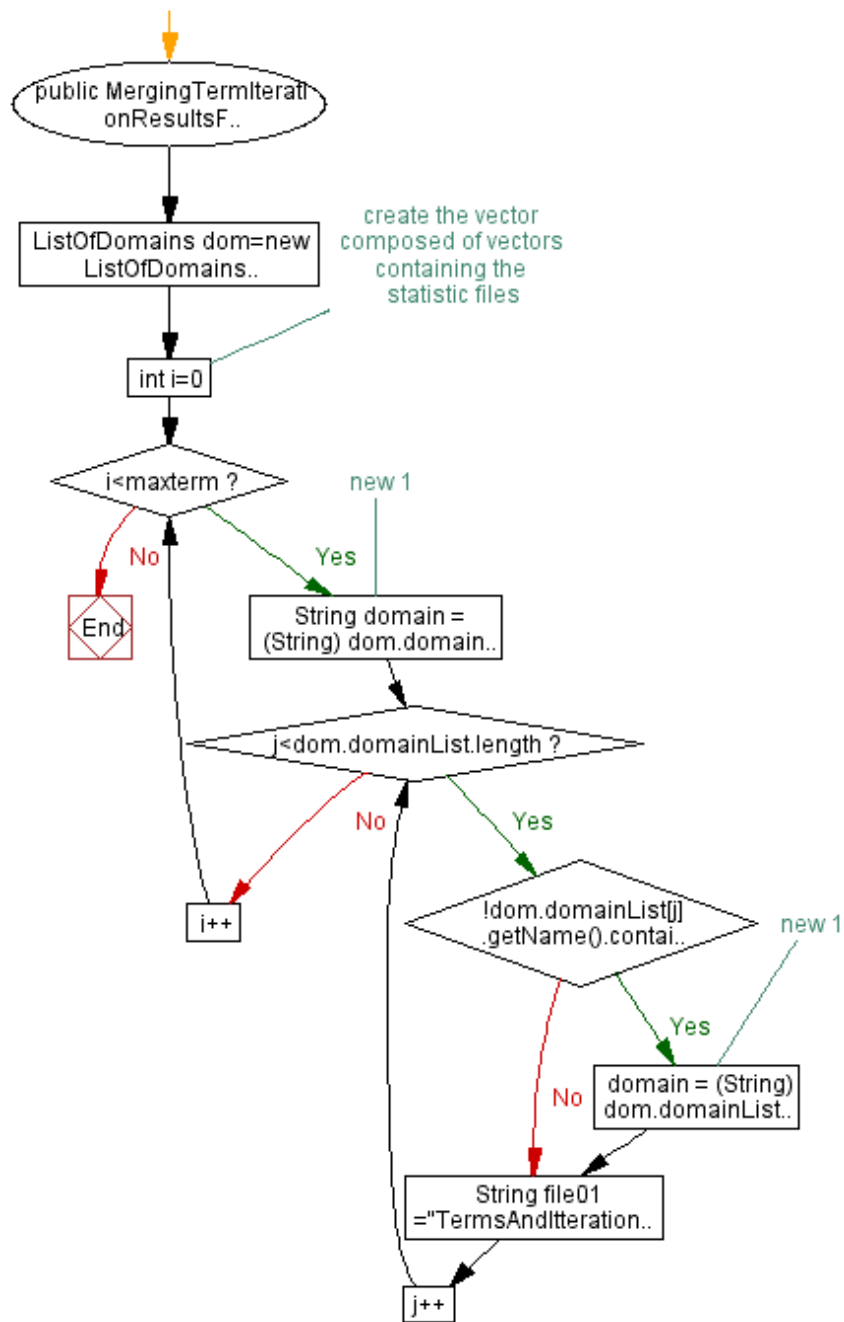 public MergingTermIterati
onResultsF..
ListOfDomains dom=new
ListOfDomains..
create the vector
composed of vectors
containing the
statistic files
int i=0
i<maxterm ?
new 1
No
Yes
End
String domain =
(String) dom.domain..
j<dom.domainList.length ?
No
Yes
i++
!dom.domainList[j]
.getName().contai..
new 1
Yes
No
domain = (String)
dom.domainList..
String file01
="TermsAndItteration..
j++